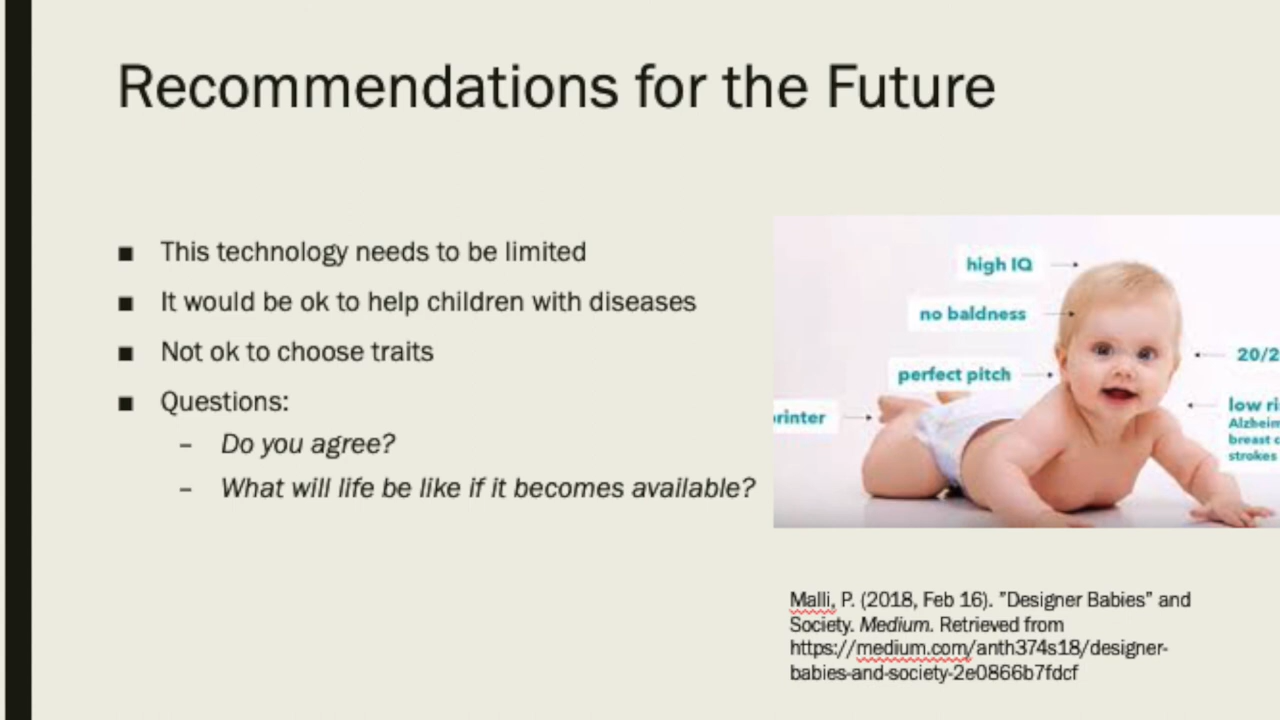 Recommendations for the Future
■ This technology needs to be limited
■ It would be ok to help children with diseases
■ Not ok to choose traits
■ Questions:
– Do you agree?
– What will life be like if it becomes available?
high IQ
no baldness
perfect pitch
rinter
20/2
low ri
Alzheim
breast c
strokes
Malli, P. (2018, Feb 16). ”Designer Babies” and
Society. Medium. Retrieved from
https://medium.com/anth374s18/designer-
babies-and-society-2e0866b7fdcf